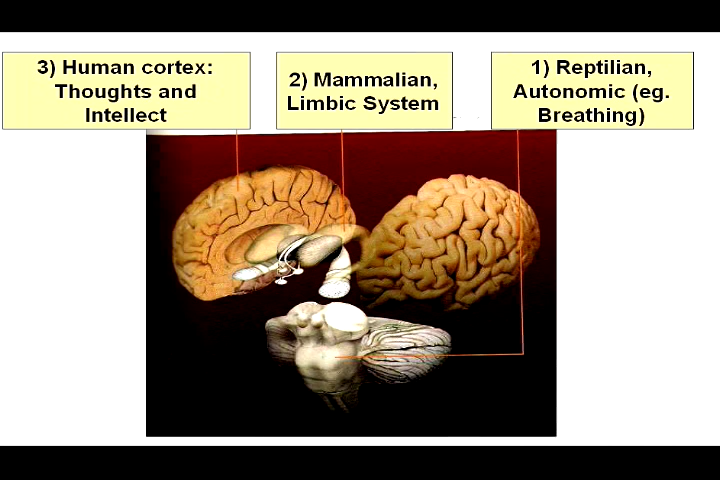 3) Human cortex:
Thoughts and
Intellect
2) Mammalian,
Limbic System
1) Reptilian,
Autonomic (eg.
Breathing)